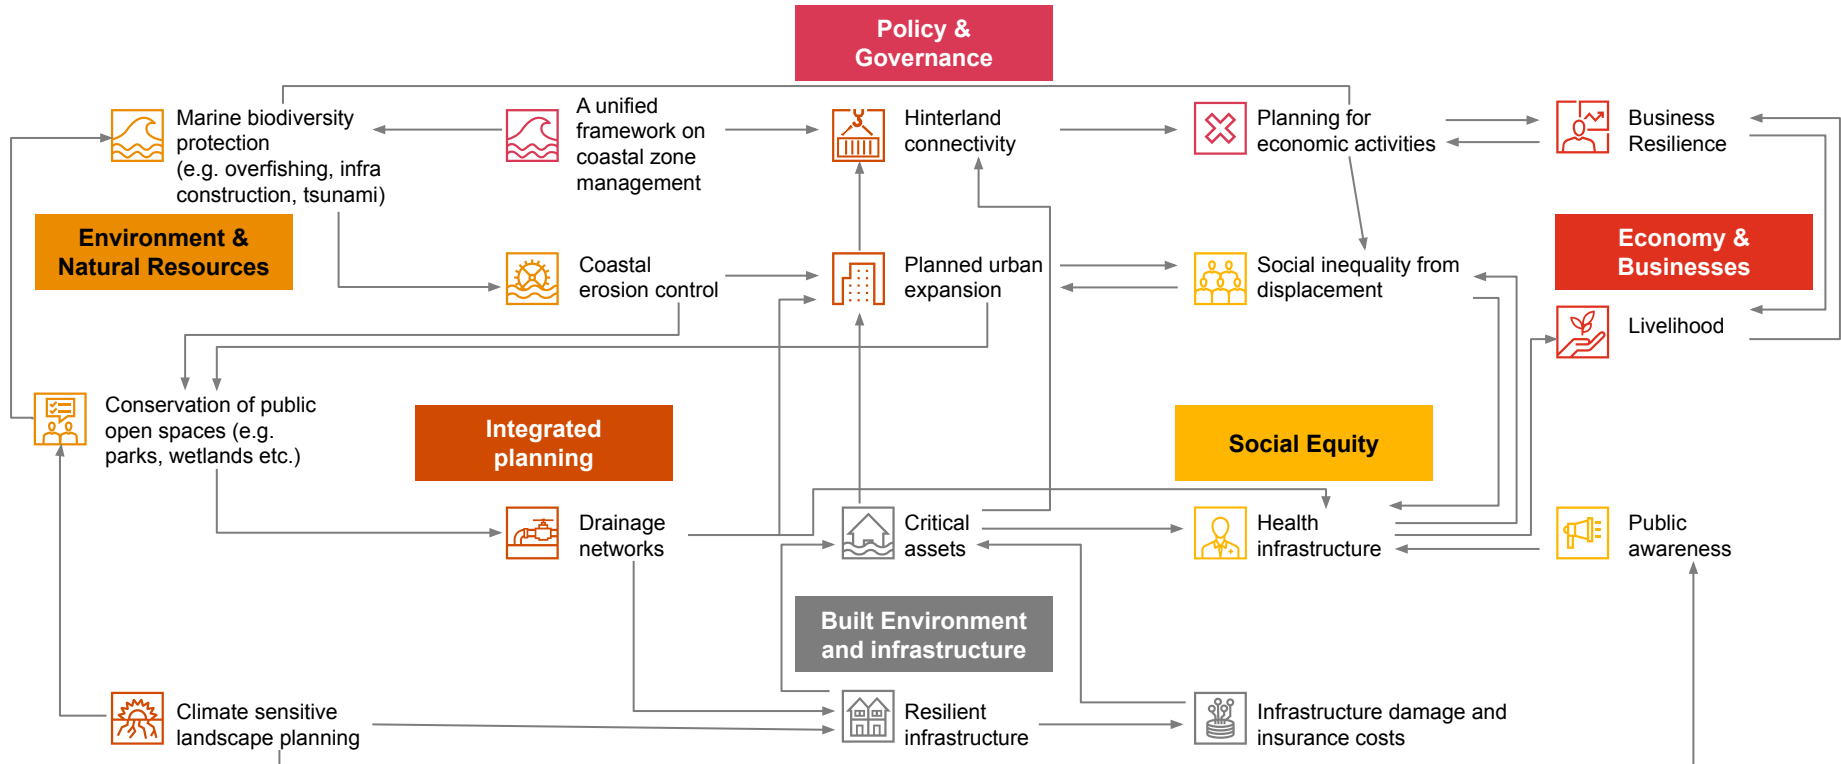 Policy &
Governance
Marine biodiversity
protection
(e.g. overfishing, infra
construction, tsunami)
A unified
framework on
coastal zone
management
Hinterland
connectivity
Planning for
economic activities
Business
Resilience
Environment &
Natural Resources
Coastal
erosion control
Planned urban
expansion
Social inequality from
displacement
Economy &
Businesses
Livelihood
Conservation of public
open spaces (e.g.
parks, wetlands etc.)
Integrated
planning
Social Equity
Drainage
networks
Critical
assets
Health
infrastructure
Public
awareness
Built Environment
and infrastructure
Climate sensitive
landscape planning
Resilient
infrastructure
Infrastructure damage and
insurance costs